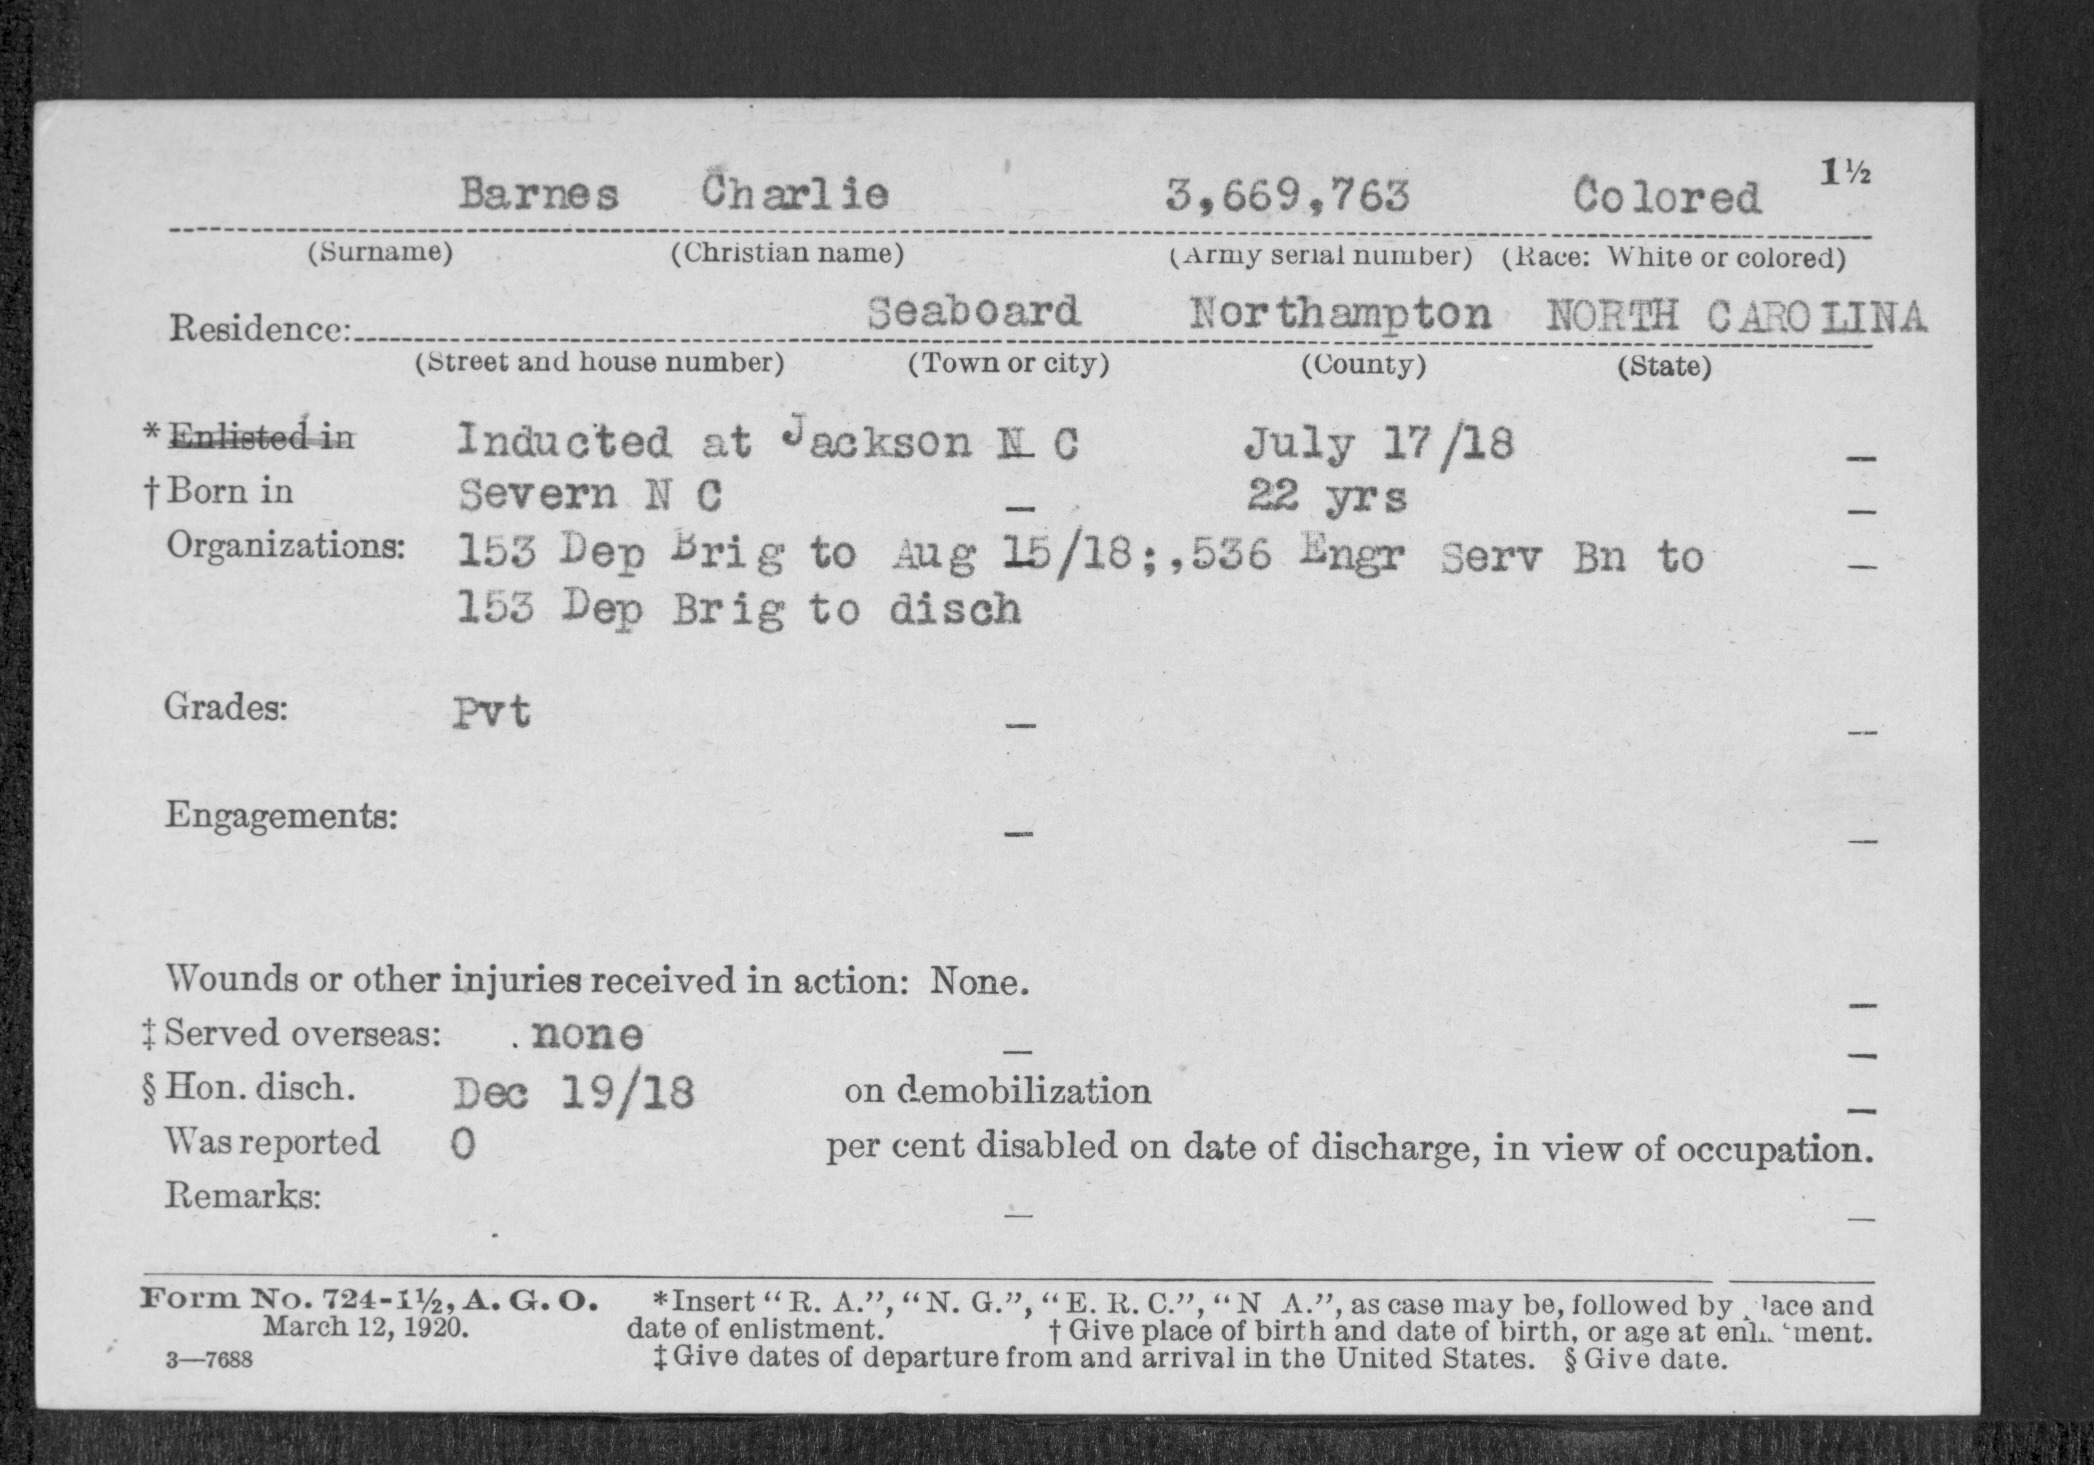 1½
Barnes Charlie 3,669,763 Colored
(Surname) (Christian name) (Army serial number) (Race: White or colored)
Residence: Seaboard Northampton NORTH CAROLINA
(Street and house number) (Town or city) (County) (State)
* Enlisted in Inducted at Jackson N C July 17/18
† Born in Severn N C 22 yrs
Organizations: 153 Dep Brig to Aug 15/18;,536 Engr Serv Bn to
153 Dep Brig to disch
Grades: Pvt
Engagements:
Wounds or other injuries received in action: None.
‡ Served overseas: . none
§ Hon. disch. Dec 19/18 on demobilization
Was reported 0 per cent disabled on date of discharge, in view of occupation.
Remarks:
Form No. 724-1½, A. G. O. *Insert "R. A.", "N. G.", "E. R. C.", "N A.", as case may be, followed by place and
March 12, 1920. date of enlistment. † Give place of birth and date of birth, or age at enlistment.
3—7688 ‡ Give dates of departure from and arrival in the United States. § Give date.